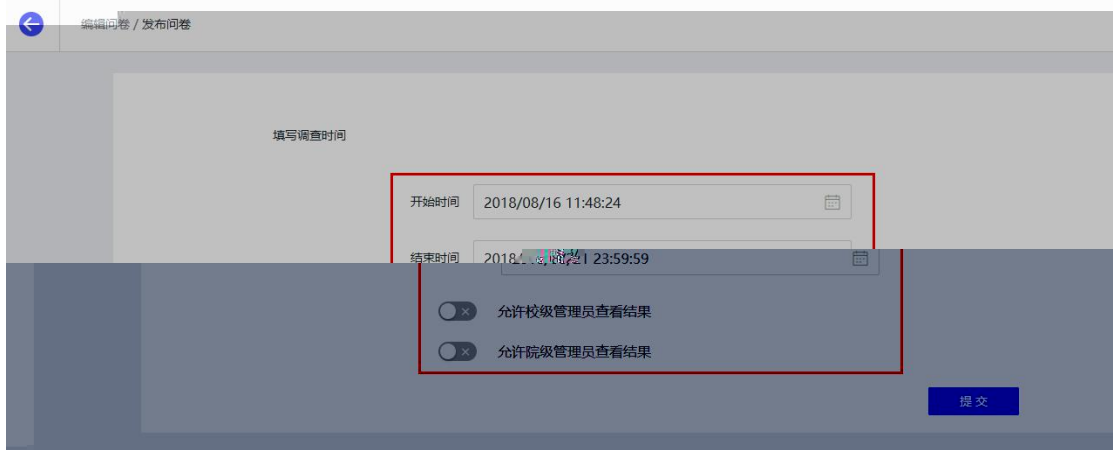 编辑问卷 / 发布问卷
填写调查时间
开始时间 2018/08/16 11:48:24
结束时间 2018 23:59:59
允许校级管理员查看结果
允许院级管理员查看结果
提 交